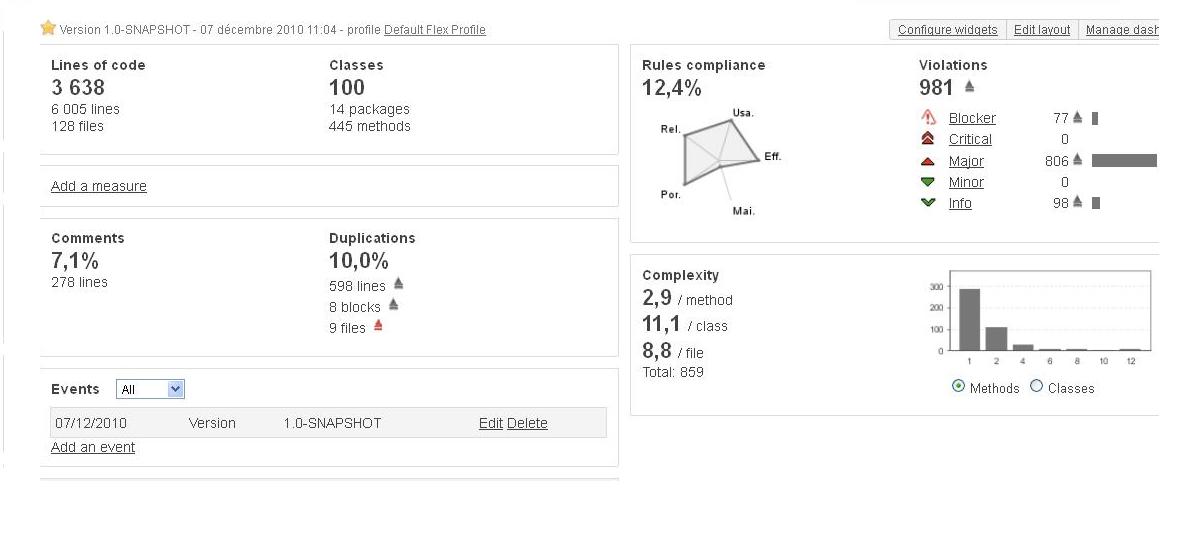 Version 1.0-SNAPSHOT - 07 décembre 2010 11:04 - profile Default Flex Profile
Configure widgets Edit layout Manage dash
Lines of code
3 638
6 005 lines
128 files
Classes
100
14 packages
445 methods
Add a measure
Comments
7,1%
278 lines
Duplications
10,0%
598 lines
8 blocks
9 files
Events All
07/12/2010 Version 1.0-SNAPSHOT Edit Delete
Add an event
Rules compliance
12,4%
Usa.
Rel.
Eff.
Por.
Mai.
Violations
981
Blocker 77
Critical 0
Major 806
Minor 0
Info 98
Complexity
2,9 / method
11,1 / class
8,8 / file
Total: 859
300
200
100
0
1 2 4 6 8 10 12
Methods Classes